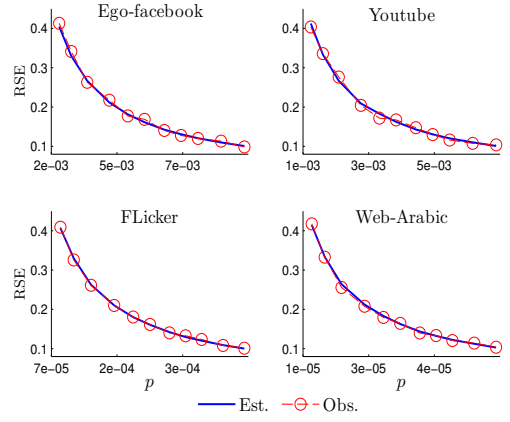 Ego-facebook
RSE
0.4
0.3
0.2
0.1
2e-03 5e-03 7e-03
Youtube
0.4
0.3
0.2
0.1
1e-03 3e-03 5e-03
FLicker
RSE
0.4
0.3
0.2
0.1
7e-05 2e-04 3e-04
p
Web-Arabic
0.4
0.3
0.2
0.1
1e-05 3e-05 4e-05
p
Est. Obs.